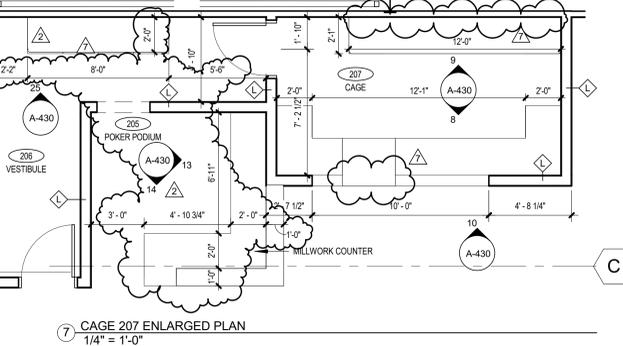 2
7
2'-0"
- 10"
1' - 10"
2'-1"
12'-0"
7
2'-2"
8'-0"
5'-6"
207
CAGE
9
A-430
8
25
A-430
L
L
2'-0"
12'-1"
2'-0"
L
7' - 2 1/2"
205
POKER PODIUM
206
VESTIBULE
A-430
13
14
2
6'-11"
7
L
L
3' - 0"
4' - 10 3/4"
2' - 0"
7 1/2"
10' - 0"
4' - 8 1/4"
1'-0"
10
A-430
2'-0"
MILLWORK COUNTER
1'-0"
C
7
CAGE 207 ENLARGED PLAN
1/4" = 1'-0"